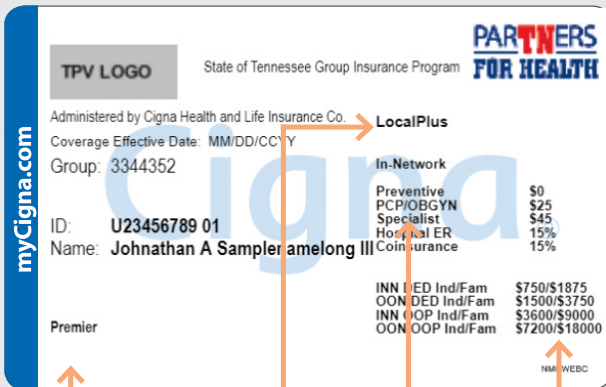 myCigna.com
TPV LOGO
State of Tennessee Group Insurance Program
PARTNERS
FOR HEALTH
Administered by Cigna Health and Life Insurance Co.
Coverage Effective Date: MM/DD/CCYY
Group: 3344352
ID: U23456789 01
Name: Johnathan A Samplenamelong III
Premier
Cigna
LocalPlus
In-Network
Preventive $0
PCP/OBGYN $25
Specialist $45
Hospital ER 15%
Coinsurance 15%
INN DED Ind/Fam $750/$1875
OON DED Ind/Fam $1500/$3750
INN OOP Ind/Fam $3600/$9000
OON OOP Ind/Fam $7200/$18000